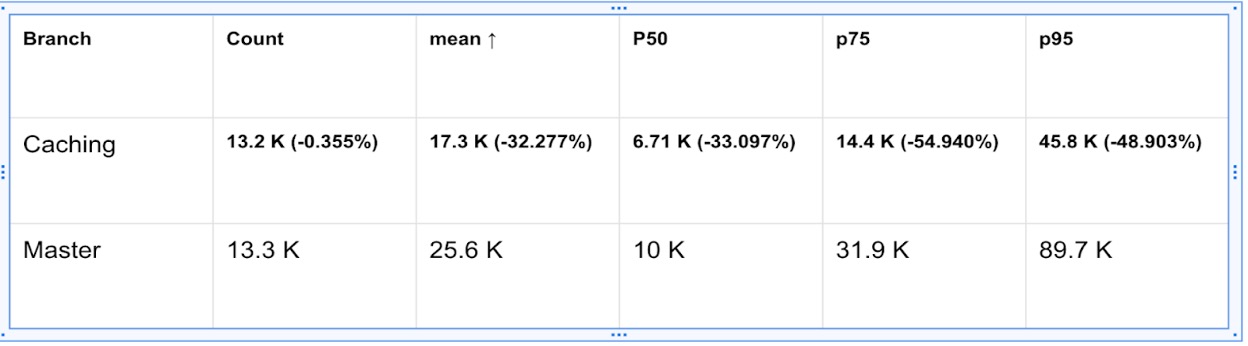 Branch Count mean ↑ P50 p75 p95
Caching 13.2 K (-0.355%) 17.3 K (-32.277%) 6.71 K (-33.097%) 14.4 K (-54.940%) 45.8 K (-48.903%)
Master 13.3 K 25.6 K 10 K 31.9 K 89.7 K